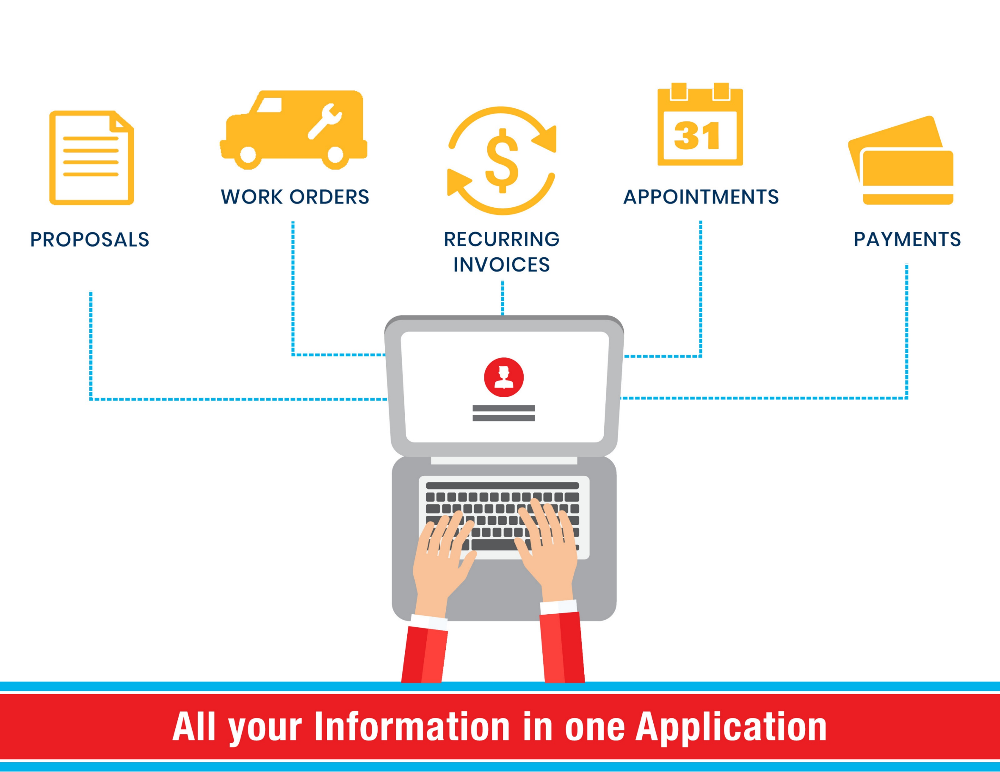 31
WORK ORDERS
APPOINTMENTS
PROPOSALS
RECURRING
INVOICES
PAYMENTS
All your Information in one Application